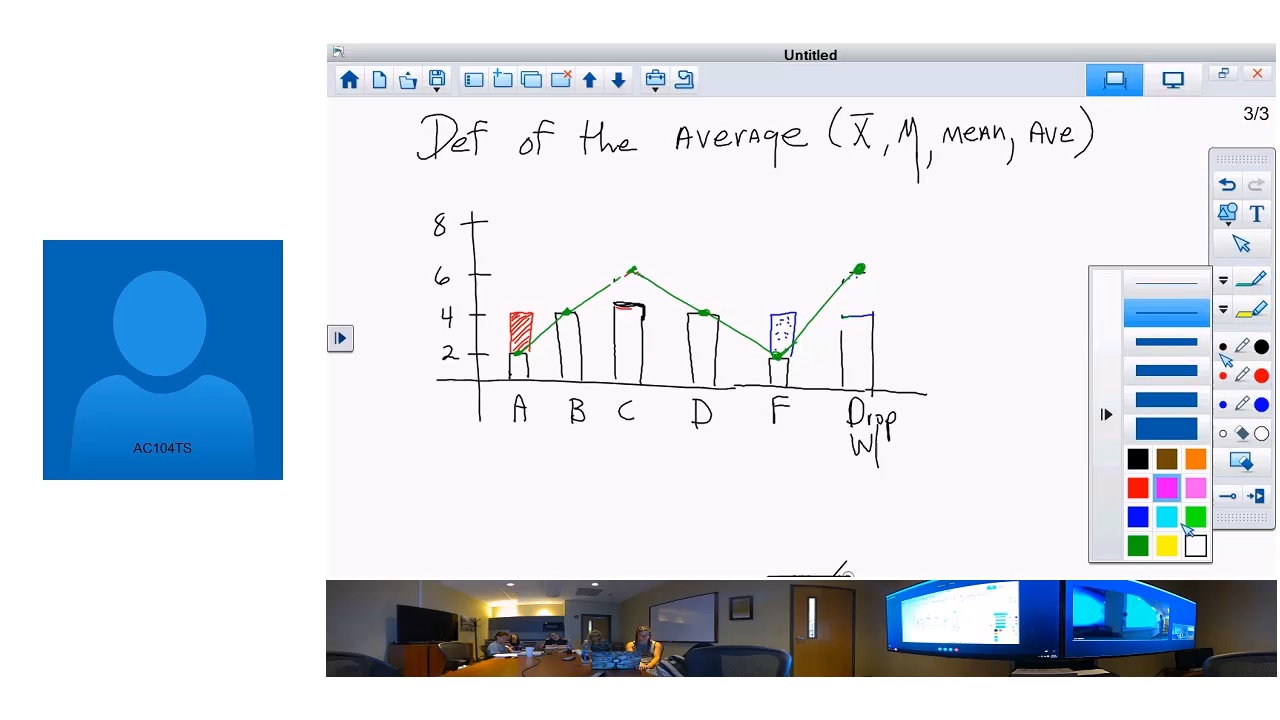 Untitled
3/3
Def of the Average (X̄, M, mean, Ave)
8
6
4
2
A B C D F Drop
W/
AC104TS
T